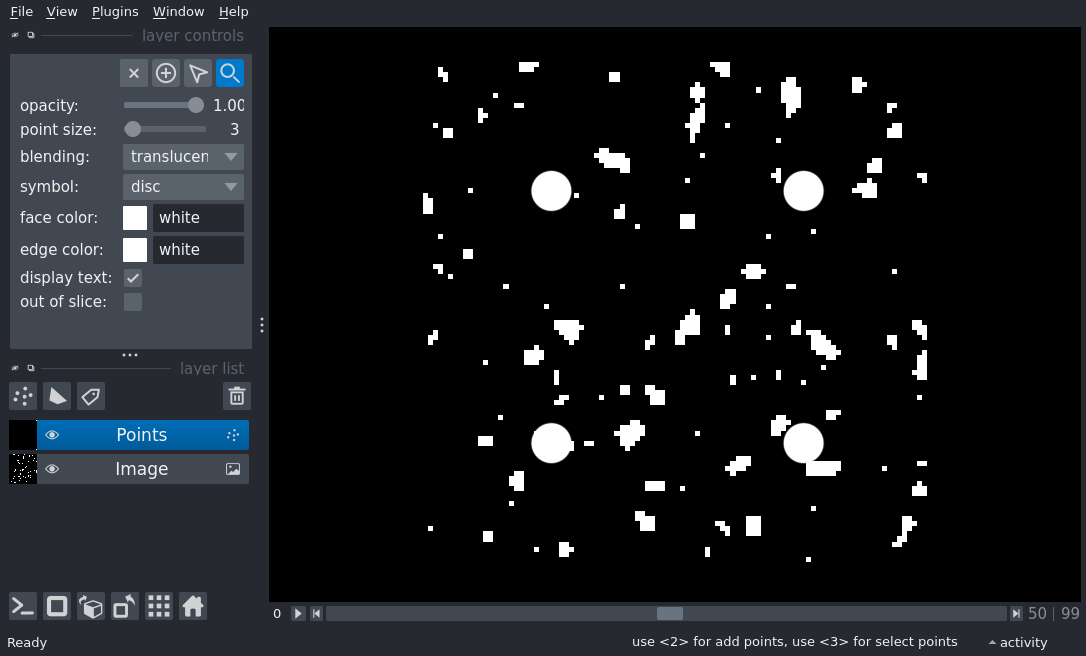 File View Plugins Window Help
layer controls
opacity: 1.00
point size: 3
blending: translucen
symbol: disc
face color: white
edge color: white
display text:
out of slice:
layer list
Points
Image
0 50 | 99
Ready use <2> for add points, use <3> for select points activity